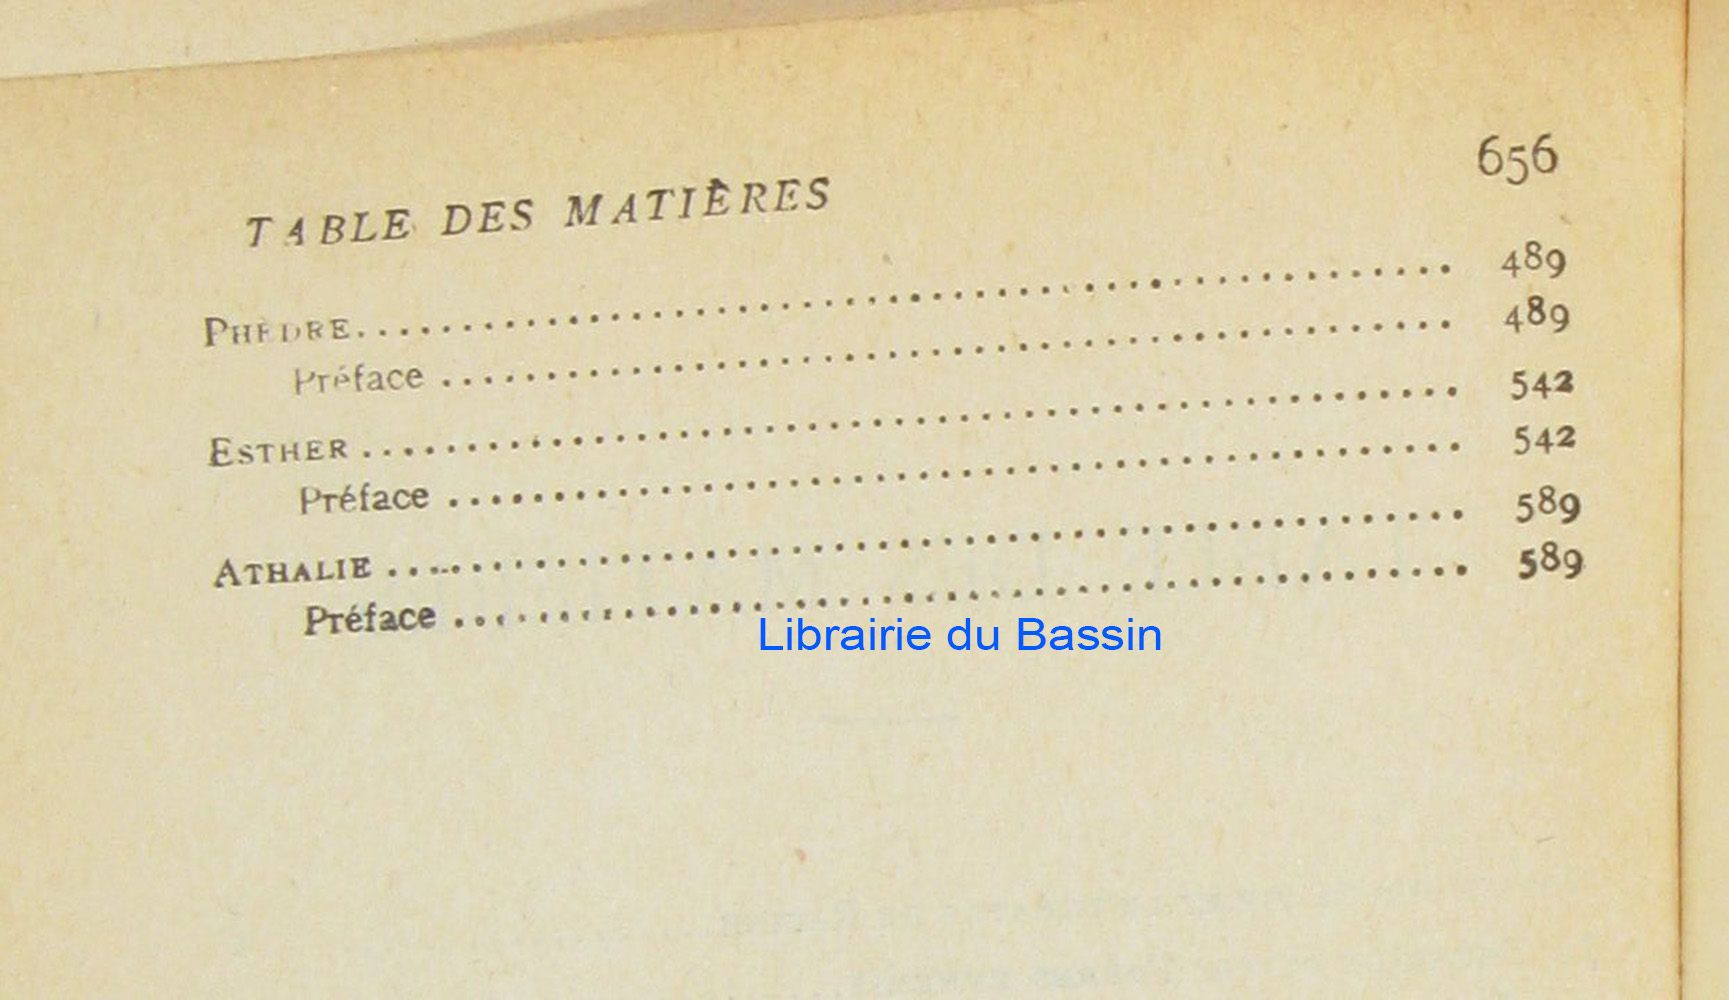 TABLE DES MATIÈRES 656
PHÈDRE 489
Préface 489
ESTHER 542
Préface 542
ATHALIE 589
Préface 589
Librairie du Bassin